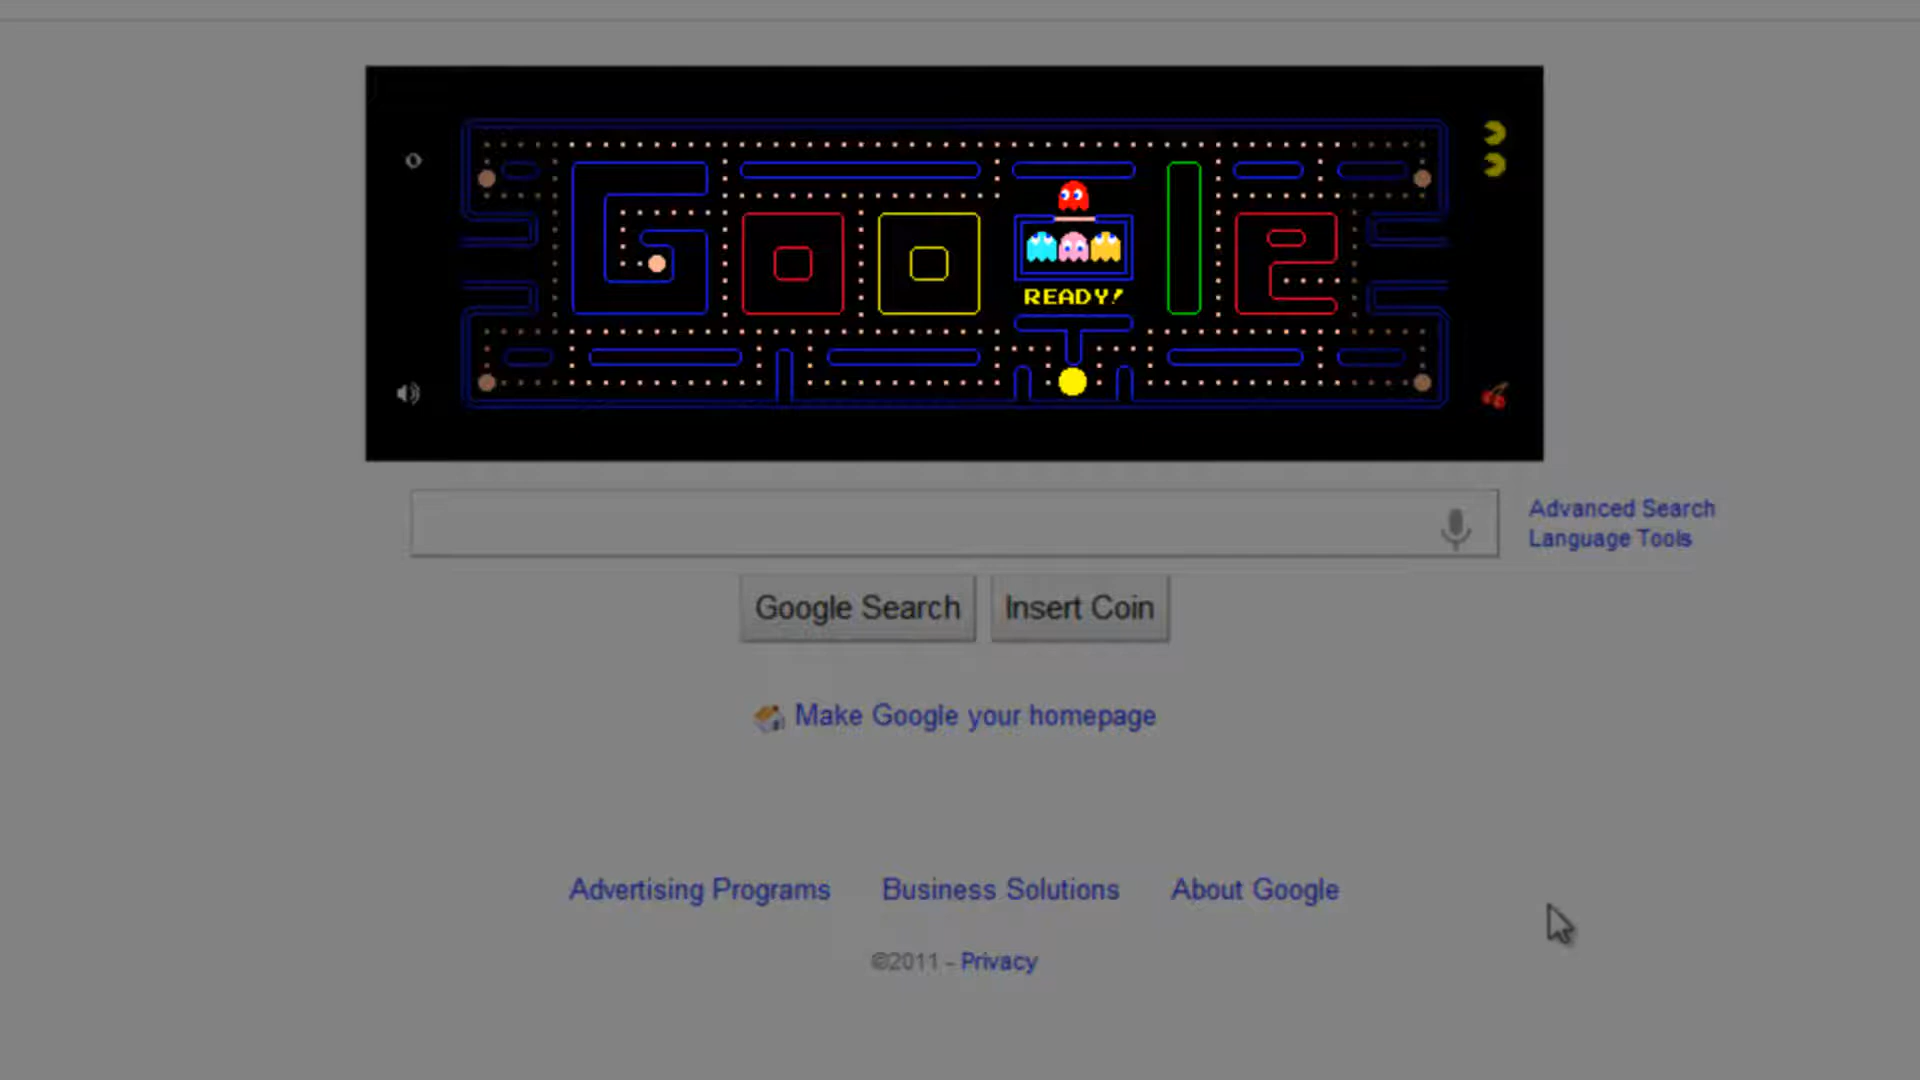 0
READY!
Advanced Search
Language Tools
Google Search
Insert Coin
Make Google your homepage
Advertising Programs
Business Solutions
About Google
©2011 - Privacy